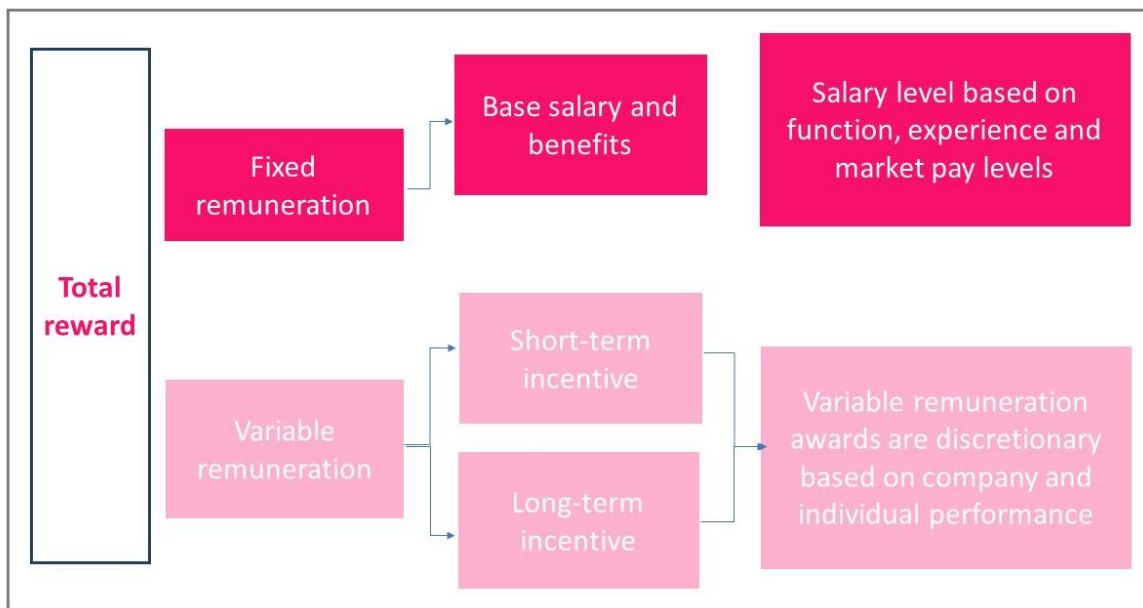 Total
reward
Fixed
remuneration
Base salary and
benefits
Salary level based on
function, experience and
market pay levels
Variable
remuneration
Short-term
incentive
Long-term
incentive
Variable remuneration
awards are discretionary
based on company and
individual performance